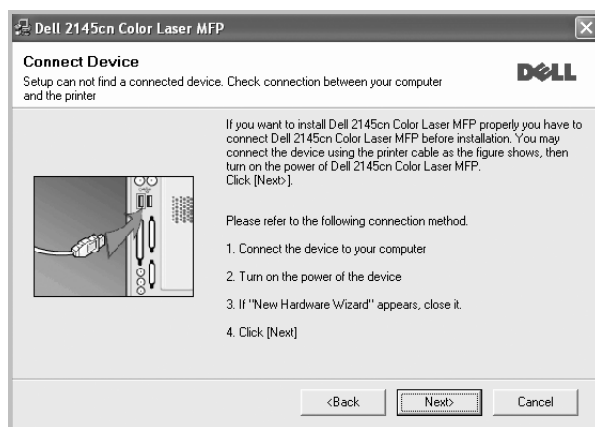 Dell 2145cn Color Laser MFP
Connect Device
Setup can not find a connected device. Check connection between your computer
and the printer
DELL
If you want to install Dell 2145cn Color Laser MFP properly you have to
connect Dell 2145cn Color Laser MFP before installation. You may
connect the device using the printer cable as the figure shows, then
turn on the power of Dell 2145cn Color Laser MFP.
Click [Next>].
Please refer to the following connection method.
1. Connect the device to your computer
2. Turn on the power of the device
3. If "New Hardware Wizard" appears, close it.
4. Click [Next]
<Back Next> Cancel